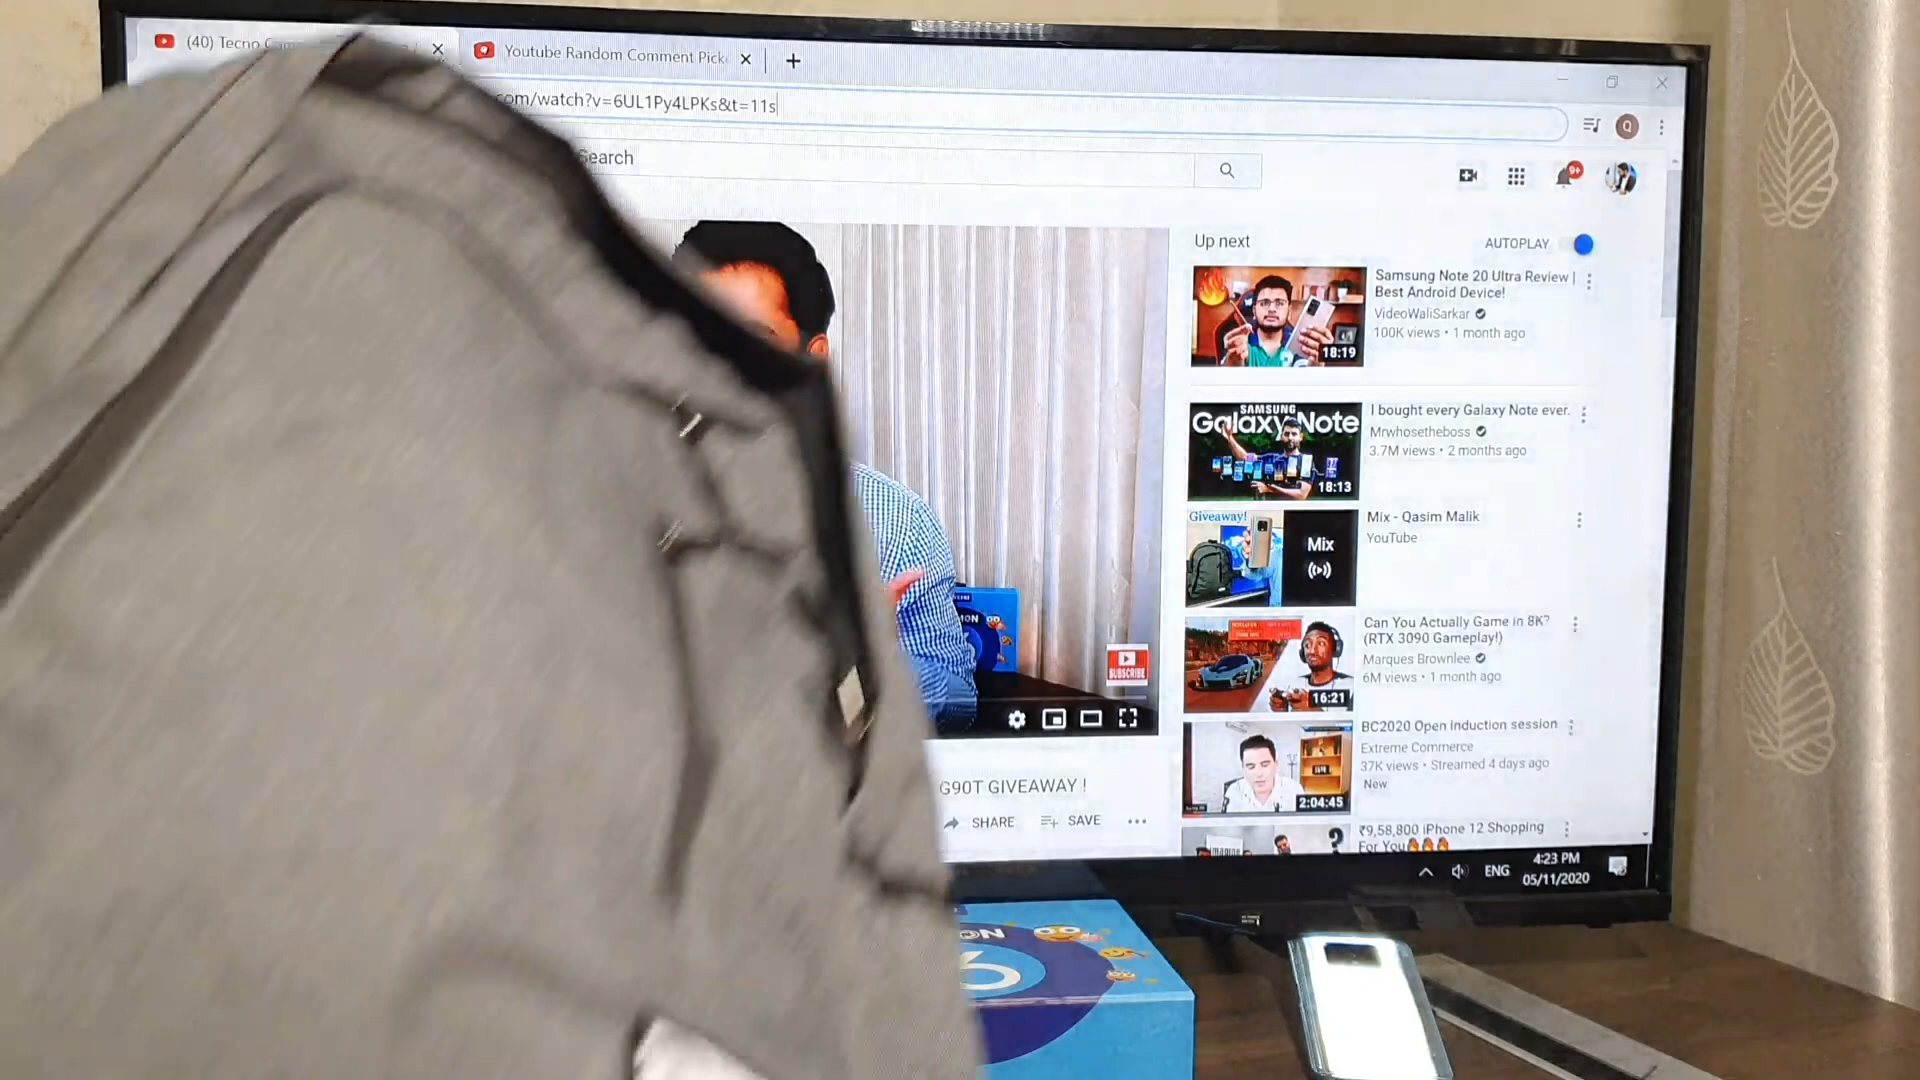 (40) Tecno
Youtube Random Comment Pick
com/watch?v=6UL1Py4LPKs&t=11s
Search
Q
9+
Up next
AUTOPLAY
Samsung Note 20 Ultra Review |
Best Android Device!
VideoWaliSarkar
100K views • 1 month ago
18:19
SAMSUNG
Galaxy Note
18:13
I bought every Galaxy Note ever.
Mrwhosetheboss
3.7M views • 2 months ago
Giveaway!
Mix
Mix - Qasim Malik
YouTube
Can You Actually Game in 8K?
(RTX 3090 Gameplay!)
Marques Brownlee
6M views • 1 month ago
16:21
BC2020 Open Induction session
Extreme Commerce
37K views • Streamed 4 days ago
New
2:04:45
₹9,58,800 iPhone 12 Shopping
For You
SUBSCRIBE
G90T GIVEAWAY !
SHARE
SAVE
ENG
4:23 PM
05/11/2020